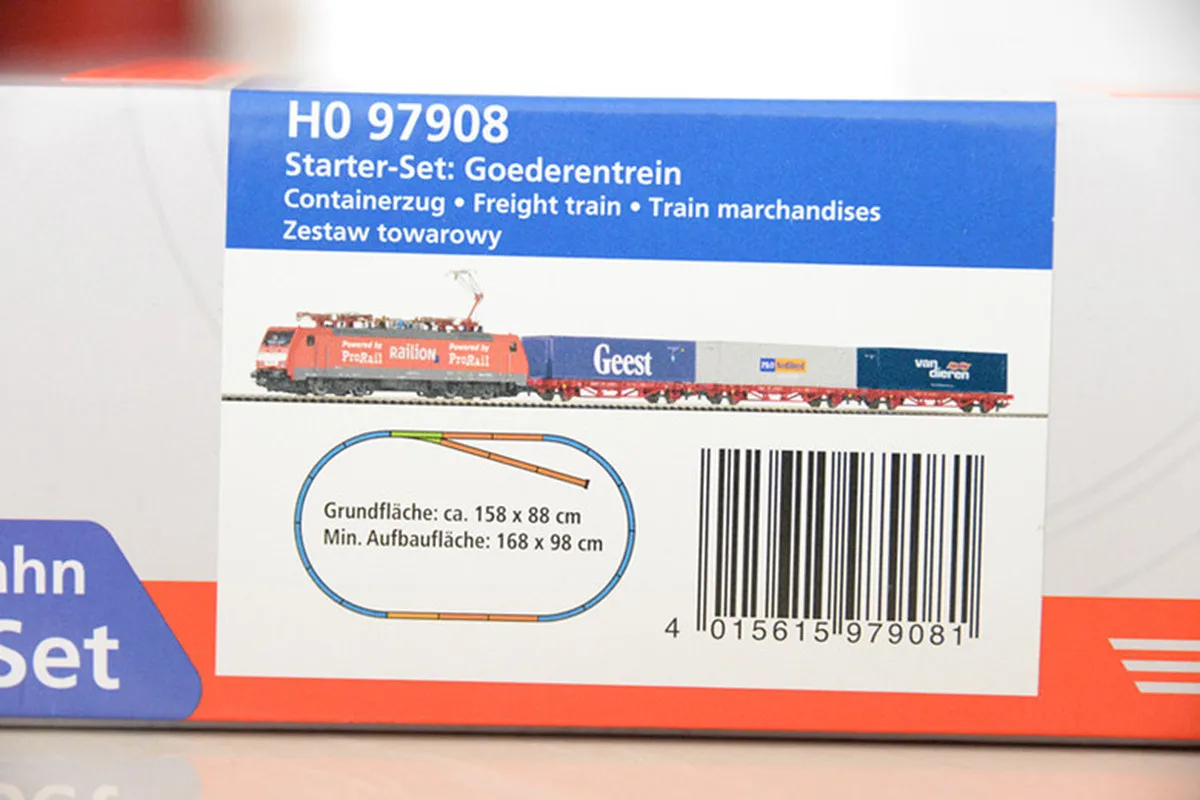 H0 97908
Starter-Set: Goederentrein
Containerzug • Freight train • Train marchandises
Zestaw towarowy
Powered by
ProRail
Railion
Powered by
ProRail
Geest
P&O Nedlloyd
van dieren
Grundfläche: ca. 158 x 88 cm
Min. Aufbaufläche: 168 x 98 cm
4 015615 979081
ahn
Set